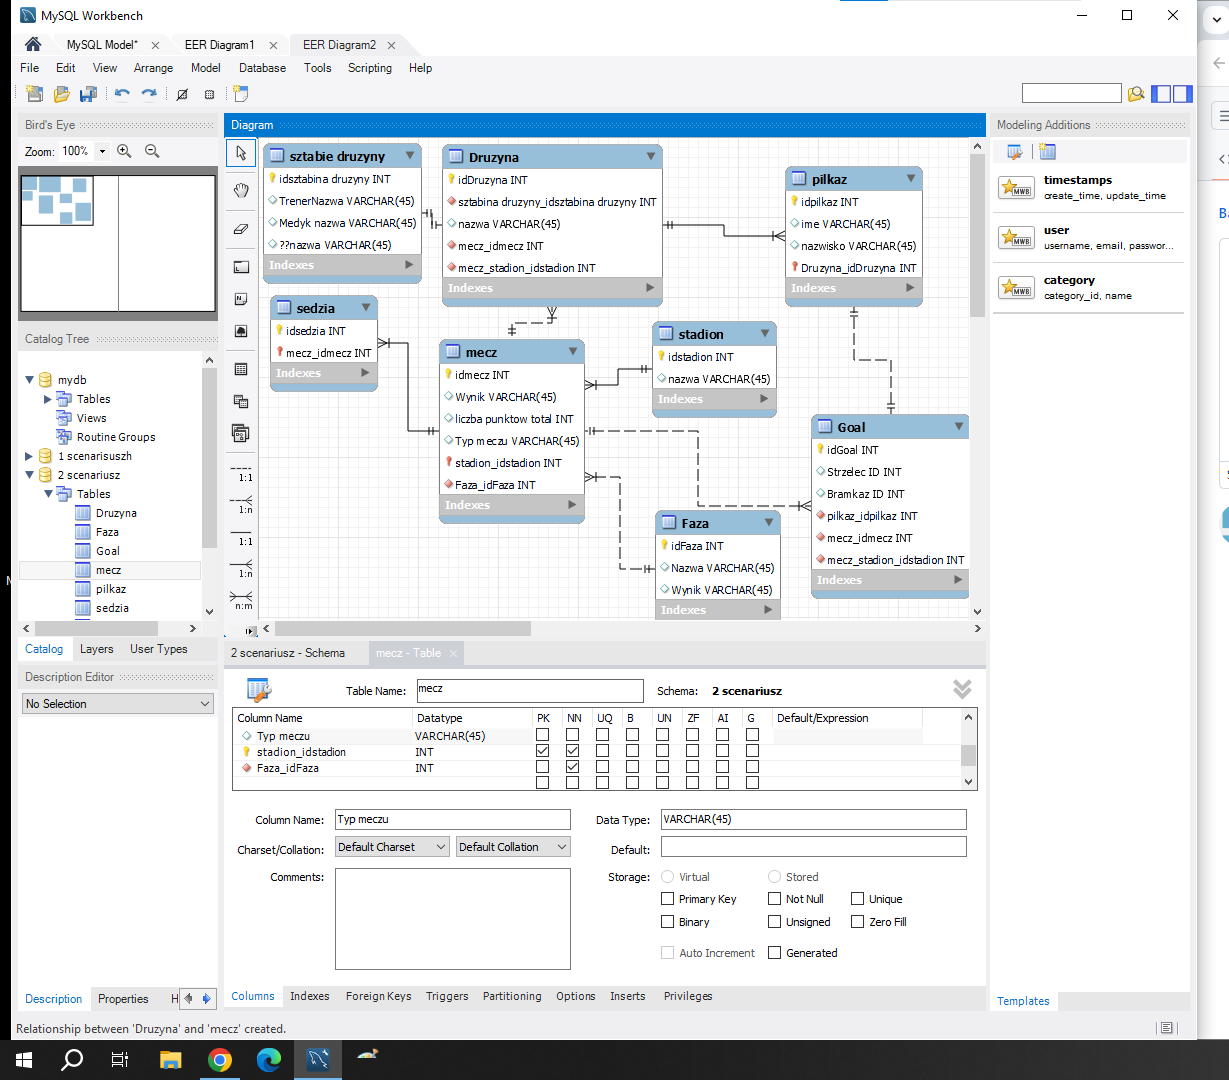 MySQL Workbench
MySQL Model*
EER Diagram1
EER Diagram2
File Edit View Arrange Model Database Tools Scripting Help
Bird's Eye
Zoom: 100%
Catalog Tree
mydb
Tables
Views
Routine Groups
1 scenariuszh
2 scenariusz
Tables
Druzyna
Faza
Goal
mecz
pilkaz
sedzia
Catalog Layers User Types
Description Editor
No Selection
Description Properties H
Diagram
1:1
1:n
1:1
1:n
n:m
sztabie druzyny
idsztabina druzyny INT
TrenerNazwa VARCHAR(45)
Medyk nazwa VARCHAR(45)
??nazwa VARCHAR(45)
Indexes
Druzyna
idDruzyna INT
sztabina druzyny_idsztabina druzyny INT
nazwa VARCHAR(45)
mecz_idmecz INT
mecz_stadion_idstadion INT
Indexes
pilkaz
idpilkaz INT
ime VARCHAR(45)
nazwisko VARCHAR(45)
Druzyna_idDruzyna INT
Indexes
sedzia
idsedzia INT
mecz_idmecz INT
Indexes
mecz
idmecz INT
Wynik VARCHAR(45)
liczba punktow total INT
Typ meczu VARCHAR(45)
stadion_idstadion INT
Faza_idFaza INT
Indexes
stadion
idstadion INT
nazwa VARCHAR(45)
Indexes
Goal
idGoal INT
Strzelec ID INT
Bramkaz ID INT
pilkaz_idpilkaz INT
mecz_idmecz INT
mecz_stadion_idstadion INT
Indexes
Faza
idFaza INT
Nazwa VARCHAR(45)
Wynik VARCHAR(45)
Indexes
Modeling Additions
timestamps
create_time, update_time
user
username, email, passwor...
category
category_id, name
MWB
MWB
MWB
Templates
2 scenariusz - Schema
mecz - Table
Table Name: mecz Schema: 2 scenariusz
Column Name Datatype PK NN UQ B UN ZF AI G Default/Expression
Typ meczu VARCHAR(45)
stadion_idstadion INT
Faza_idFaza INT
Column Name: Typ meczu Data Type: VARCHAR(45)
Charset/Collation: Default Charset Default Collation Default:
Comments: Storage: Virtual Stored
Primary Key Not Null Unique
Binary Unsigned Zero Fill
Auto Increment Generated
Columns Indexes Foreign Keys Triggers Partitioning Options Inserts Privileges
Relationship between 'Druzyna' and 'mecz' created.